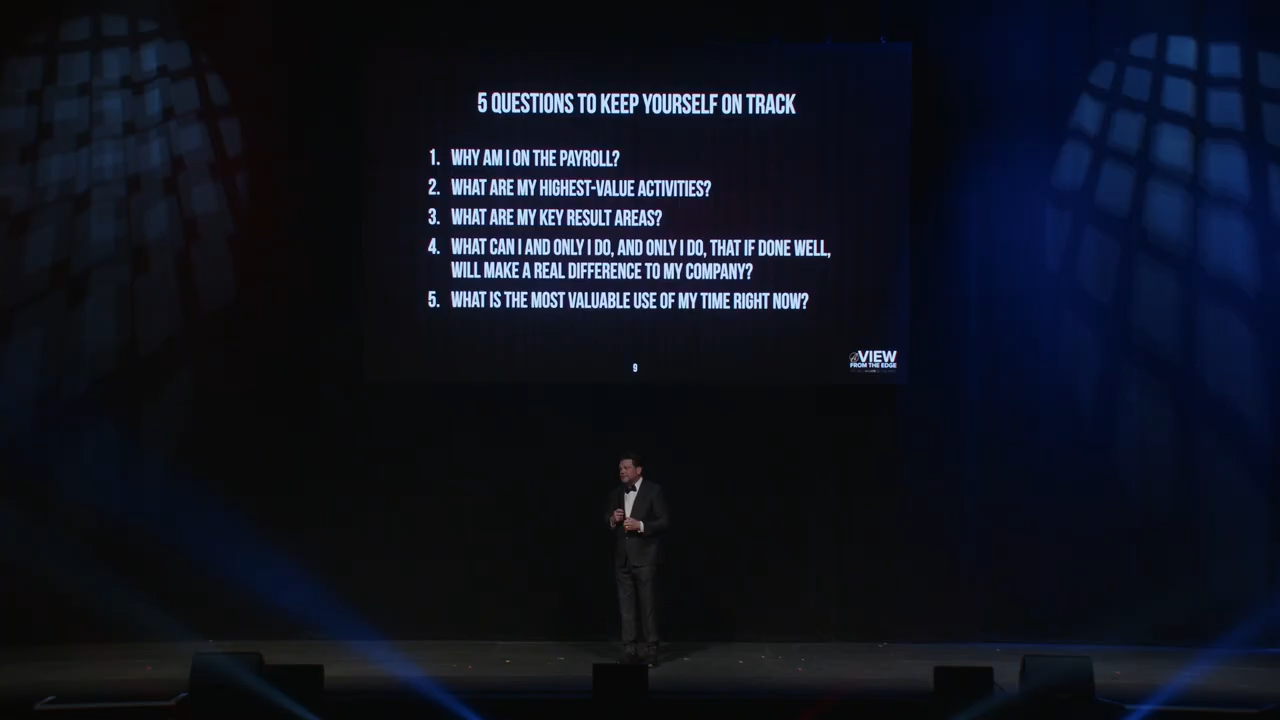 5 QUESTIONS TO KEEP YOURSELF ON TRACK
1. WHY AM I ON THE PAYROLL?
2. WHAT ARE MY HIGHEST-VALUE ACTIVITIES?
3. WHAT ARE MY KEY RESULT AREAS?
4. WHAT CAN I AND ONLY I DO, AND ONLY I DO, THAT IF DONE WELL,
WILL MAKE A REAL DIFFERENCE TO MY COMPANY?
5. WHAT IS THE MOST VALUABLE USE OF MY TIME RIGHT NOW?
9
VIEW
FROM THE EDGE